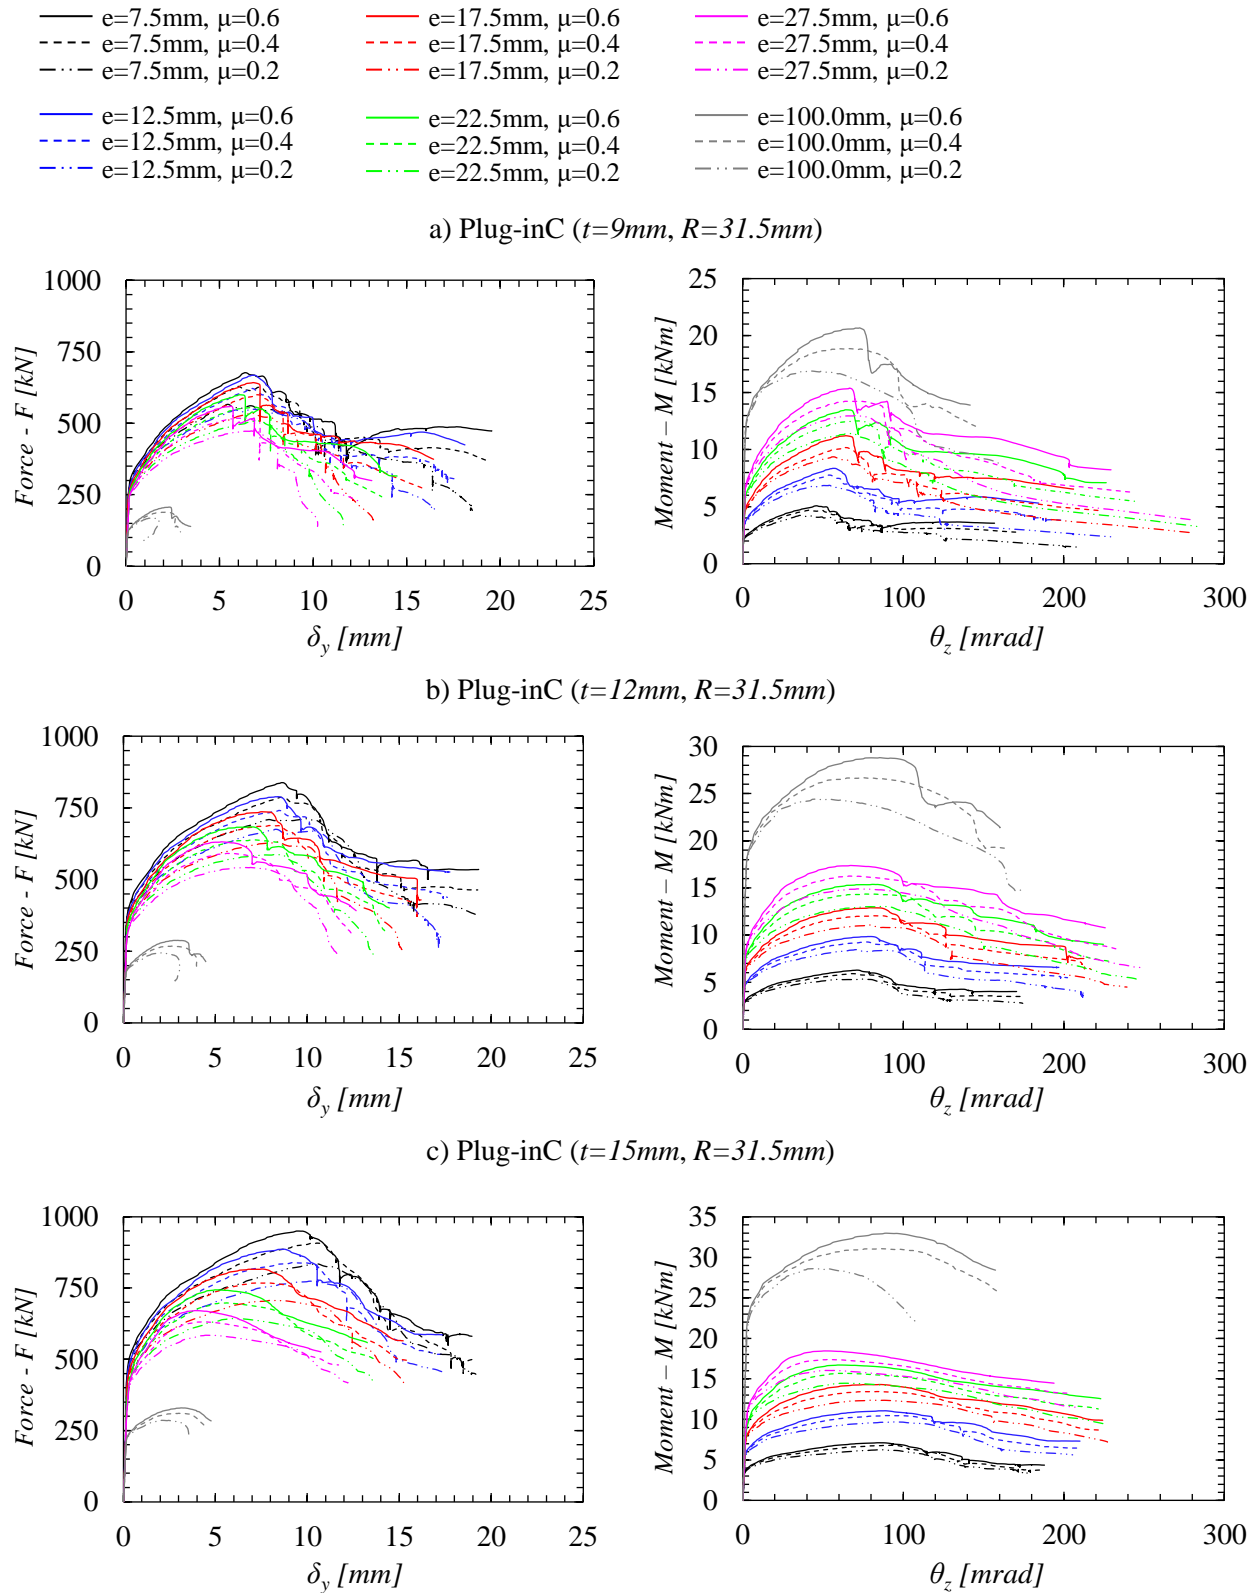 e=7.5mm, μ=0.6 e=17.5mm, μ=0.6 e=27.5mm, μ=0.6
e=7.5mm, μ=0.4 e=17.5mm, μ=0.4 e=27.5mm, μ=0.4
e=7.5mm, μ=0.2 e=17.5mm, μ=0.2 e=27.5mm, μ=0.2
e=12.5mm, μ=0.6 e=22.5mm, μ=0.6 e=100.0mm, μ=0.6
e=12.5mm, μ=0.4 e=22.5mm, μ=0.4 e=100.0mm, μ=0.4
e=12.5mm, μ=0.2 e=22.5mm, μ=0.2 e=100.0mm, μ=0.2
a) Plug-inC (t=9mm, R=31.5mm)
Force - F [kN]
1000
750
500
250
0
0 5 10 15 20 25
δy [mm]
Moment – M [kNm]
25
20
15
10
5
0
0 100 200 300
θz [mrad]
b) Plug-inC (t=12mm, R=31.5mm)
Force - F [kN]
1000
750
500
250
0
0 5 10 15 20 25
δy [mm]
Moment – M [kNm]
30
25
20
15
10
5
0
0 100 200 300
θz [mrad]
c) Plug-inC (t=15mm, R=31.5mm)
Force - F [kN]
1000
750
500
250
0
0 5 10 15 20 25
δy [mm]
Moment – M [kNm]
35
30
25
20
15
10
5
0
0 100 200 300
θz [mrad]